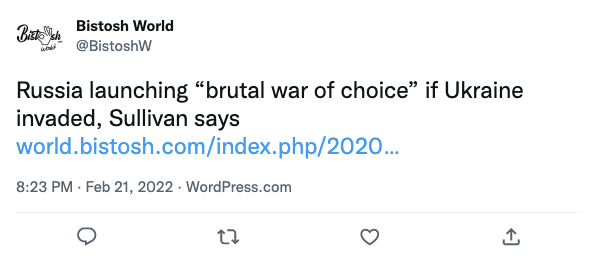 Bistosh World
@BistoshW
Russia launching “brutal war of choice” if Ukraine
invaded, Sullivan says
world.bistosh.com/index.php/2020...
8:23 PM · Feb 21, 2022 · WordPress.com